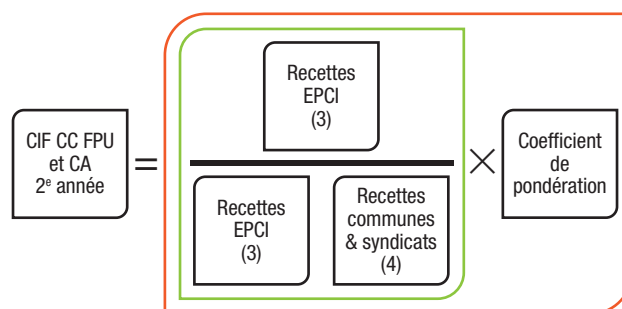 CIF CC FPU
et CA
2e année
=
Recettes
EPCI
(3)
Recettes
EPCI
(3)
Recettes
communes
& syndicats
(4)
×
Coefficient
de
pondération